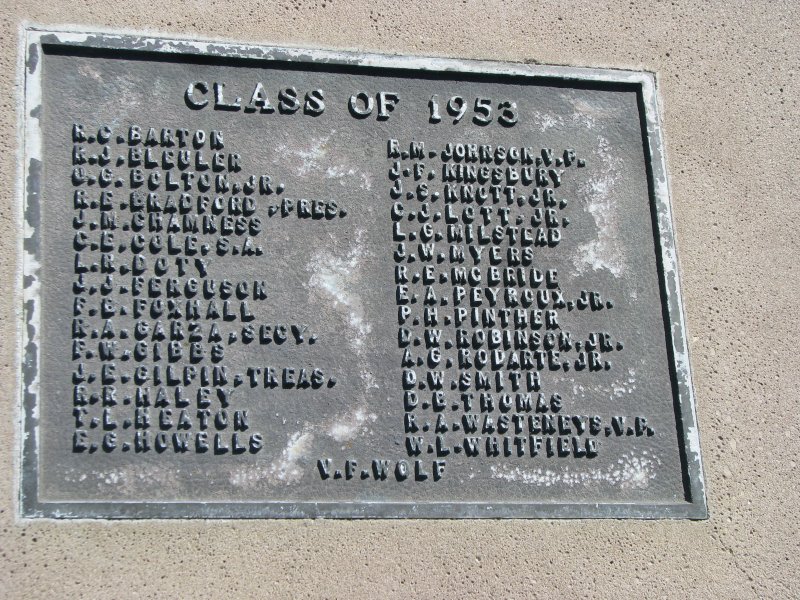 CLASS OF 1953
R.C. BARTON
R.J. BLEULER
O.G. BOLTON, JR.
R.E. BRADFORD, PRES.
J.M. CHAMNESS
C.E. COLE, S.A.
L.R. DOTY
J.J. FERGUSON
F.B. FOXHALL
R.A. GARZA, SECY.
F.W. GIBBS
J.E. GILPIN, TREAS.
R.R. HALEY
T.L. HEATON
E.G. HOWELLS
R.M. JOHNSON, V.P.
J.F. KINGSBURY
J.S. KNUTT, JR.
C.J. LOTT, JR.
L.G. MILSTEAD
J.W. MYERS
R.E. MCBRIDE
E.A. PEYROUX, JR.
P.H. PINTHER
D.W. ROBINSON, JR.
A.G. RODARTE, JR.
D.W. SMITH
D.E. THOMAS
R.A. WASTENEYS, V.P.
W.L. WHITFIELD
V.F. WOLF